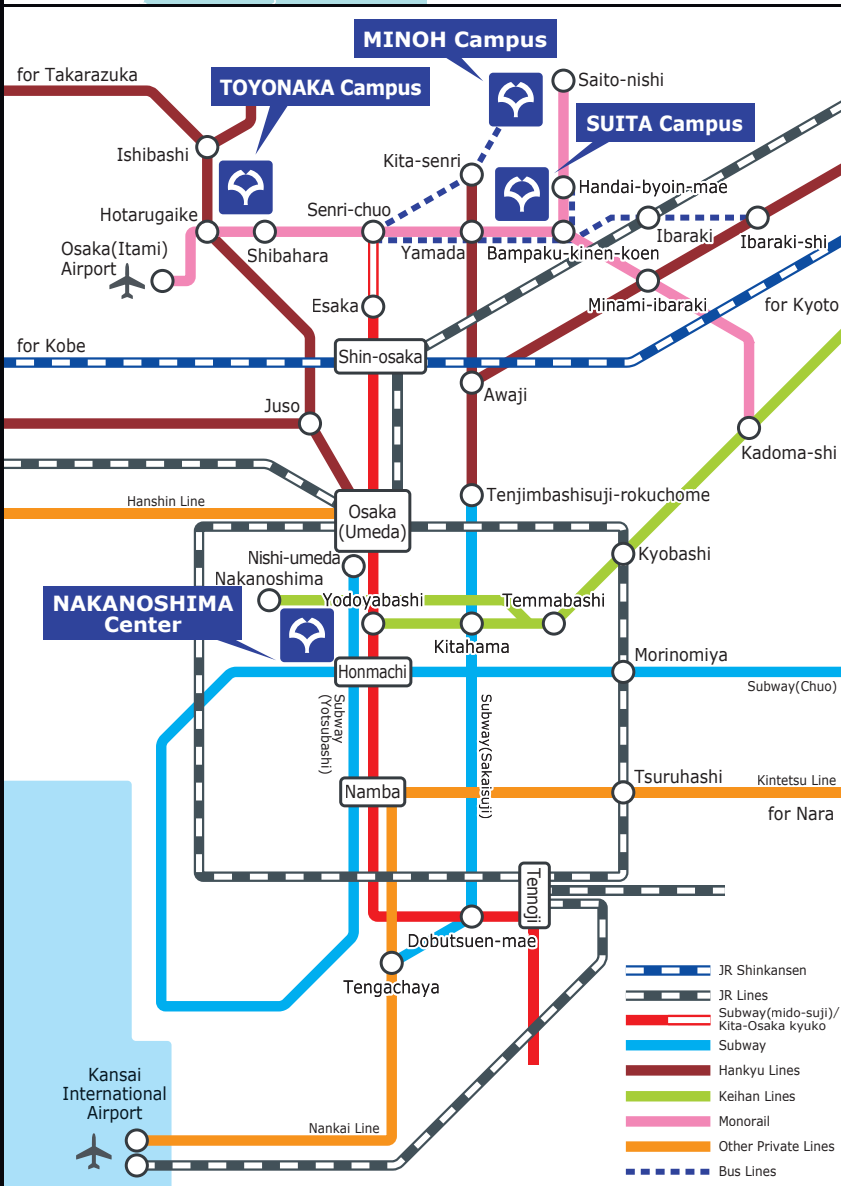 MINOH Campus
for Takarazuka
TOYONAKA Campus
Saito-nishi
SUITA Campus
Ishibashi
Kita-senri
Handai-byoin-mae
Hotarugaike
Senri-chuo
Osaka(Itami)
Airport
Shibahara
Yamada
Bampaku-kinen-koen
Ibaraki
Ibaraki-shi
Esaka
Minami-ibaraki
for Kyoto
for Kobe
Shin-osaka
Awaji
Juso
Kadoma-shi
Hanshin Line
Osaka
(Umeda)
Tenjimbashisuji-rokuchome
Nishi-umeda
Kyobashi
Nakanoshima
NAKANOSHIMA
Center
Yodoyabashi
Temmabashi
Kitahama
Morinomiya
Honmachi
Subway(Chuo)
Subway
(Yotsubashi)
Subway(Sakaisuji)
Namba
Tsuruhashi
Kintetsu Line
for Nara
Tennoji
Dobutsuen-mae
Tengachaya
JR Shinkansen
JR Lines
Subway(mido-suji)/
Kita-Osaka kyuko
Subway
Hankyu Lines
Keihan Lines
Monorail
Other Private Lines
Bus Lines
Kansai
International
Airport
Nankai Line